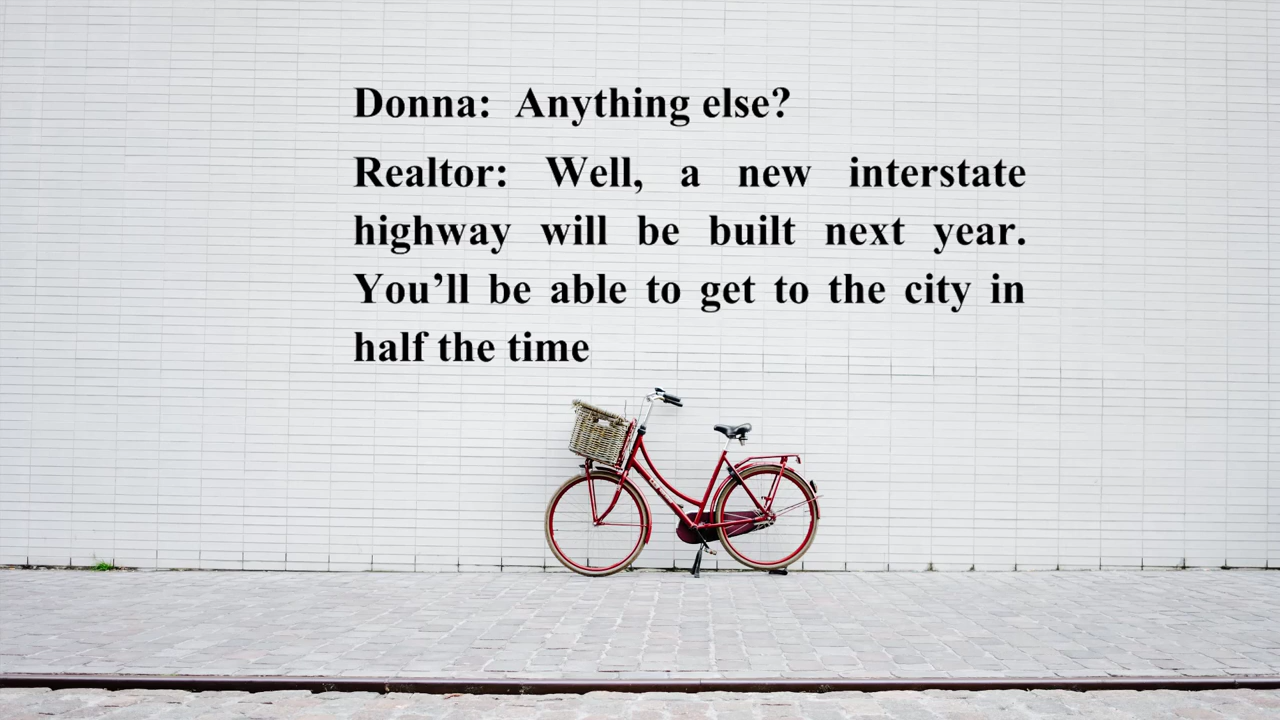 Donna: Anything else?
Realtor: Well, a new interstate
highway will be built next year.
You’ll be able to get to the city in
half the time